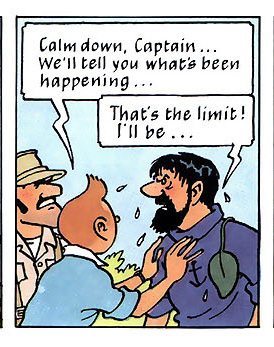 Calm down, Captain...
We'll tell you what's been
happening...
That's the limit!
I'll be...